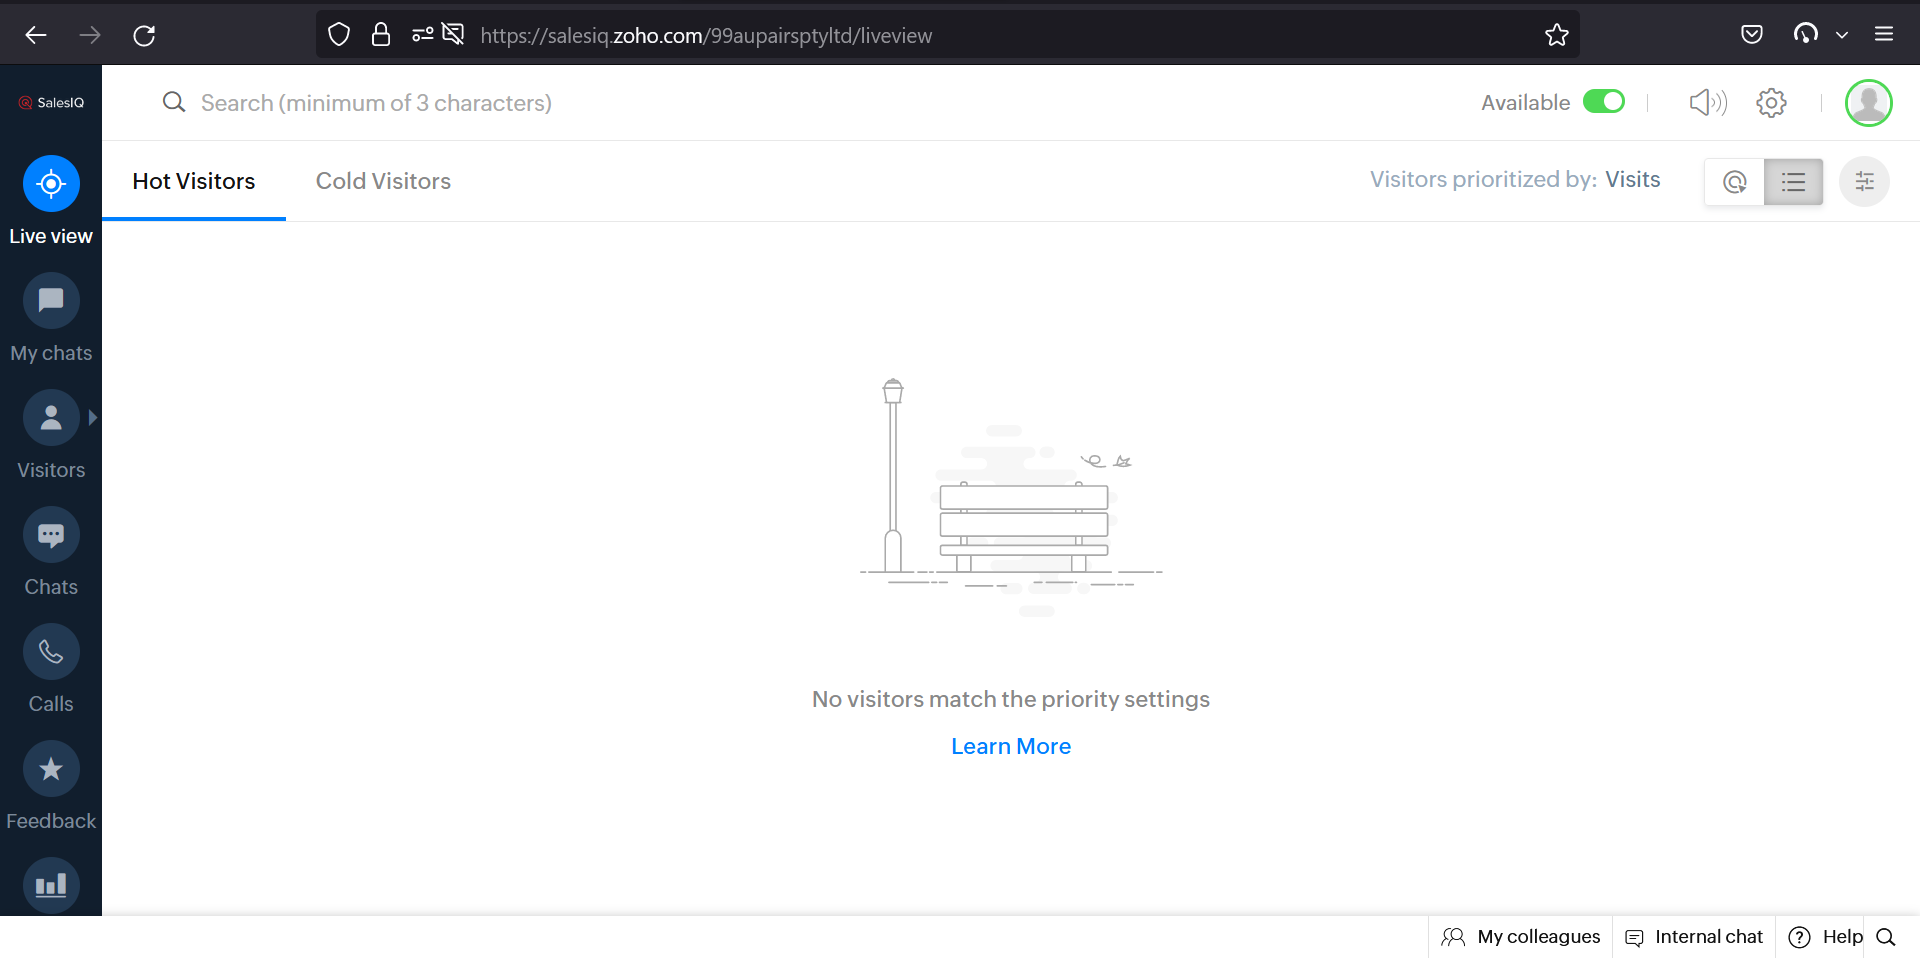 https://salesiq.zoho.com/99aupairsptyltd/liveview
SalesIQ
Search (minimum of 3 characters)
Available
Hot Visitors
Cold Visitors
Visitors prioritized by: Visits
Live view
My chats
Visitors
Chats
Calls
Feedback
No visitors match the priority settings
Learn More
My colleagues
Internal chat
Help